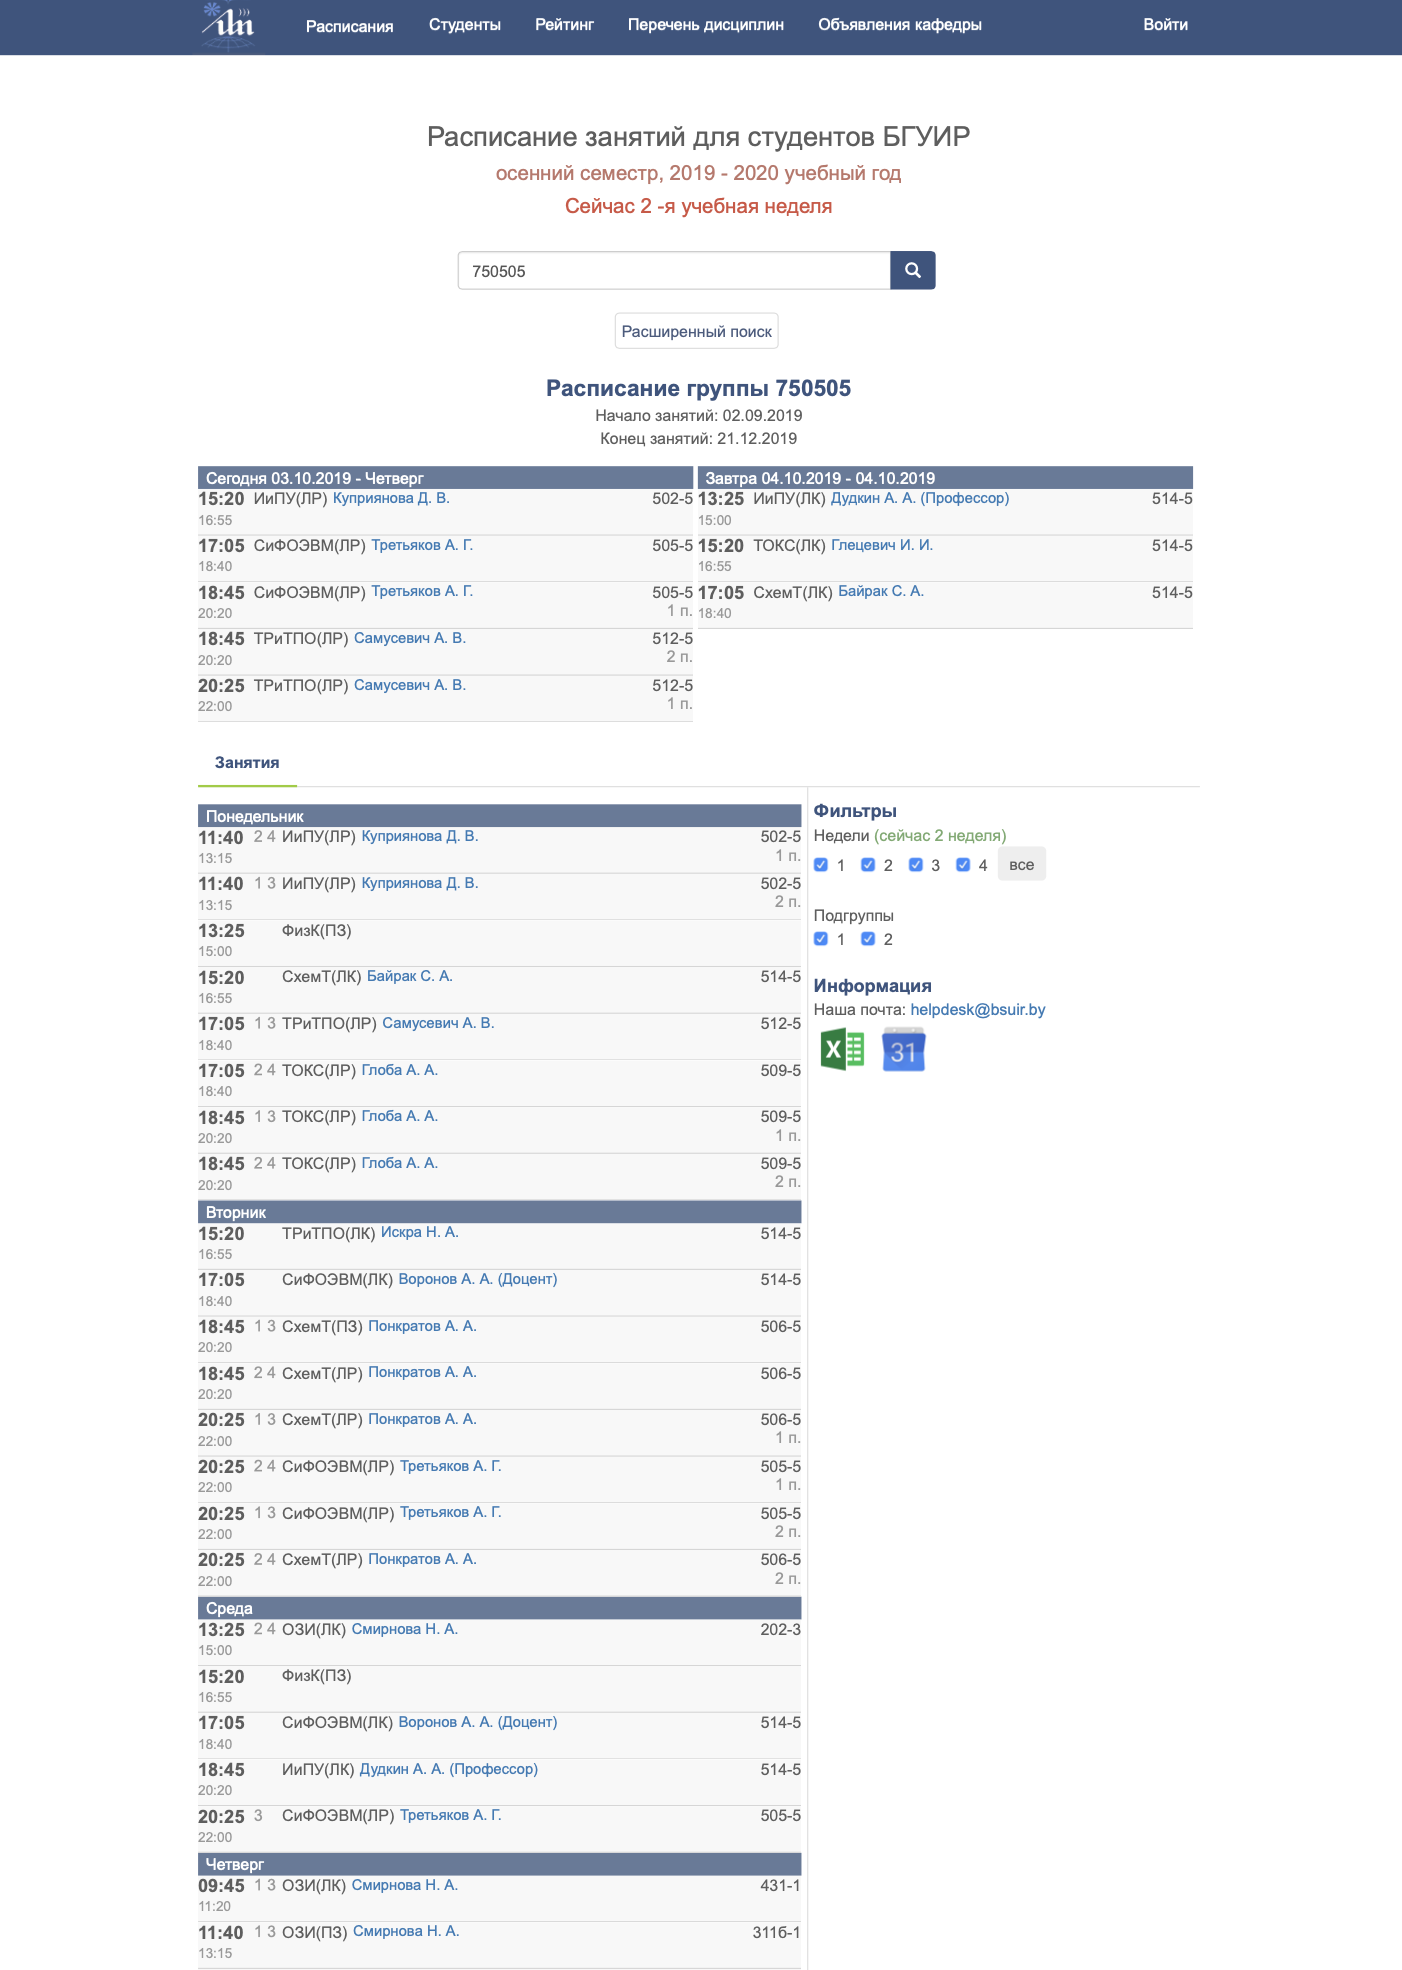 Расписания Студенты Рейтинг Перечень дисциплин Объявления кафедры Войти
Расписание занятий для студентов БГУИР
осенний семестр, 2019 - 2020 учебный год
Сейчас 2 -я учебная неделя
750505
Расширенный поиск
Расписание группы 750505
Начало занятий: 02.09.2019
Конец занятий: 21.12.2019
Сегодня 03.10.2019 - Четверг
15:20 ИиПУ(ЛР) Куприянова Д. В. 502-5
16:55
17:05 СиФОЭВМ(ЛР) Третьяков А. Г. 505-5
18:40
18:45 СиФОЭВМ(ЛР) Третьяков А. Г. 505-5
20:20 1 п.
18:45 ТРиТПО(ЛР) Самусевич А. В. 512-5
20:20 2 п.
20:25 ТРиТПО(ЛР) Самусевич А. В. 512-5
22:00 1 п.
Завтра 04.10.2019 - 04.10.2019
13:25 ИиПУ(ЛК) Дудкин А. А. (Профессор) 514-5
15:00
15:20 ТОКС(ЛК) Глецевич И. И. 514-5
16:55
17:05 СхемТ(ЛК) Байрак С. А. 514-5
18:40
Занятия
Понедельник
11:40 2 4 ИиПУ(ЛР) Куприянова Д. В. 502-5
13:15 1 п.
11:40 1 3 ИиПУ(ЛР) Куприянова Д. В. 502-5
13:15 2 п.
13:25 ФизК(ПЗ)
15:00
15:20 СхемТ(ЛК) Байрак С. А. 514-5
16:55
17:05 1 3 ТРиТПО(ЛР) Самусевич А. В. 512-5
18:40
17:05 2 4 ТОКС(ЛР) Глоба А. А. 509-5
18:40
18:45 1 3 ТОКС(ЛР) Глоба А. А. 509-5
20:20 1 п.
18:45 2 4 ТОКС(ЛР) Глоба А. А. 509-5
20:20 2 п.
Вторник
15:20 ТРиТПО(ЛК) Искра Н. А. 514-5
16:55
17:05 СиФОЭВМ(ЛК) Воронов А. А. (Доцент) 514-5
18:40
18:45 1 3 СхемТ(ПЗ) Понкратов А. А. 506-5
20:20
18:45 2 4 СхемТ(ЛР) Понкратов А. А. 506-5
20:20
20:25 1 3 СхемТ(ЛР) Понкратов А. А. 506-5
22:00 1 п.
20:25 2 4 СиФОЭВМ(ЛР) Третьяков А. Г. 505-5
22:00 1 п.
20:25 1 3 СиФОЭВМ(ЛР) Третьяков А. Г. 505-5
22:00 2 п.
20:25 2 4 СхемТ(ЛР) Понкратов А. А. 506-5
22:00 2 п.
Среда
13:25 2 4 ОЗИ(ЛК) Смирнова Н. А. 202-3
15:00
15:20 ФизК(ПЗ)
16:55
17:05 СиФОЭВМ(ЛК) Воронов А. А. (Доцент) 514-5
18:40
18:45 ИиПУ(ЛК) Дудкин А. А. (Профессор) 514-5
20:20
20:25 3 СиФОЭВМ(ЛР) Третьяков А. Г. 505-5
22:00
Четверг
09:45 1 3 ОЗИ(ЛК) Смирнова Н. А. 431-1
11:20
11:40 1 3 ОЗИ(ПЗ) Смирнова Н. А. 311б-1
13:15
Фильтры
Недели (сейчас 2 неделя)
1 2 3 4 все
Подгруппы
1 2
Информация
Наша почта: helpdesk@bsuir.by
X 31